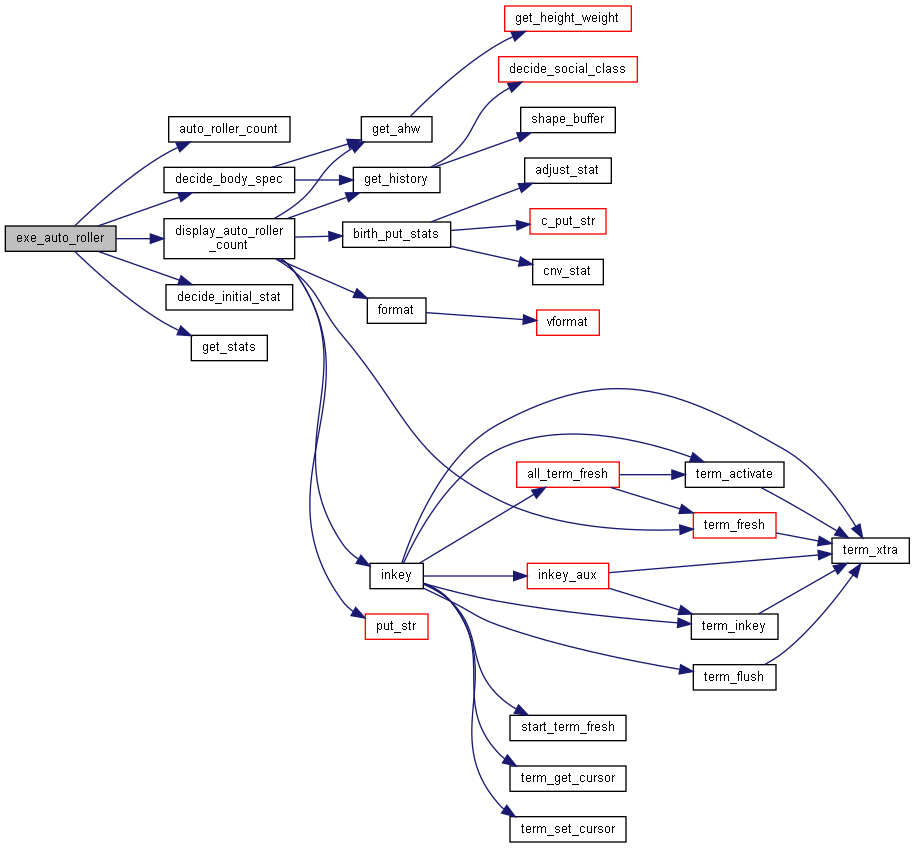 get_height_weight
decide_social_class
shape_buffer
auto_roller_count
get_ahw
adjust_stat
decide_body_spec
get_history
c_put_str
exe_auto_roller
display_auto_roller
_count
birth_put_stats
cnv_stat
decide_initial_stat
format
vformat
get_stats
all_term_fresh
term_activate
term_fresh
term_xtra
inkey
inkey_aux
put_str
term_inkey
term_flush
start_term_fresh
term_get_cursor
term_set_cursor